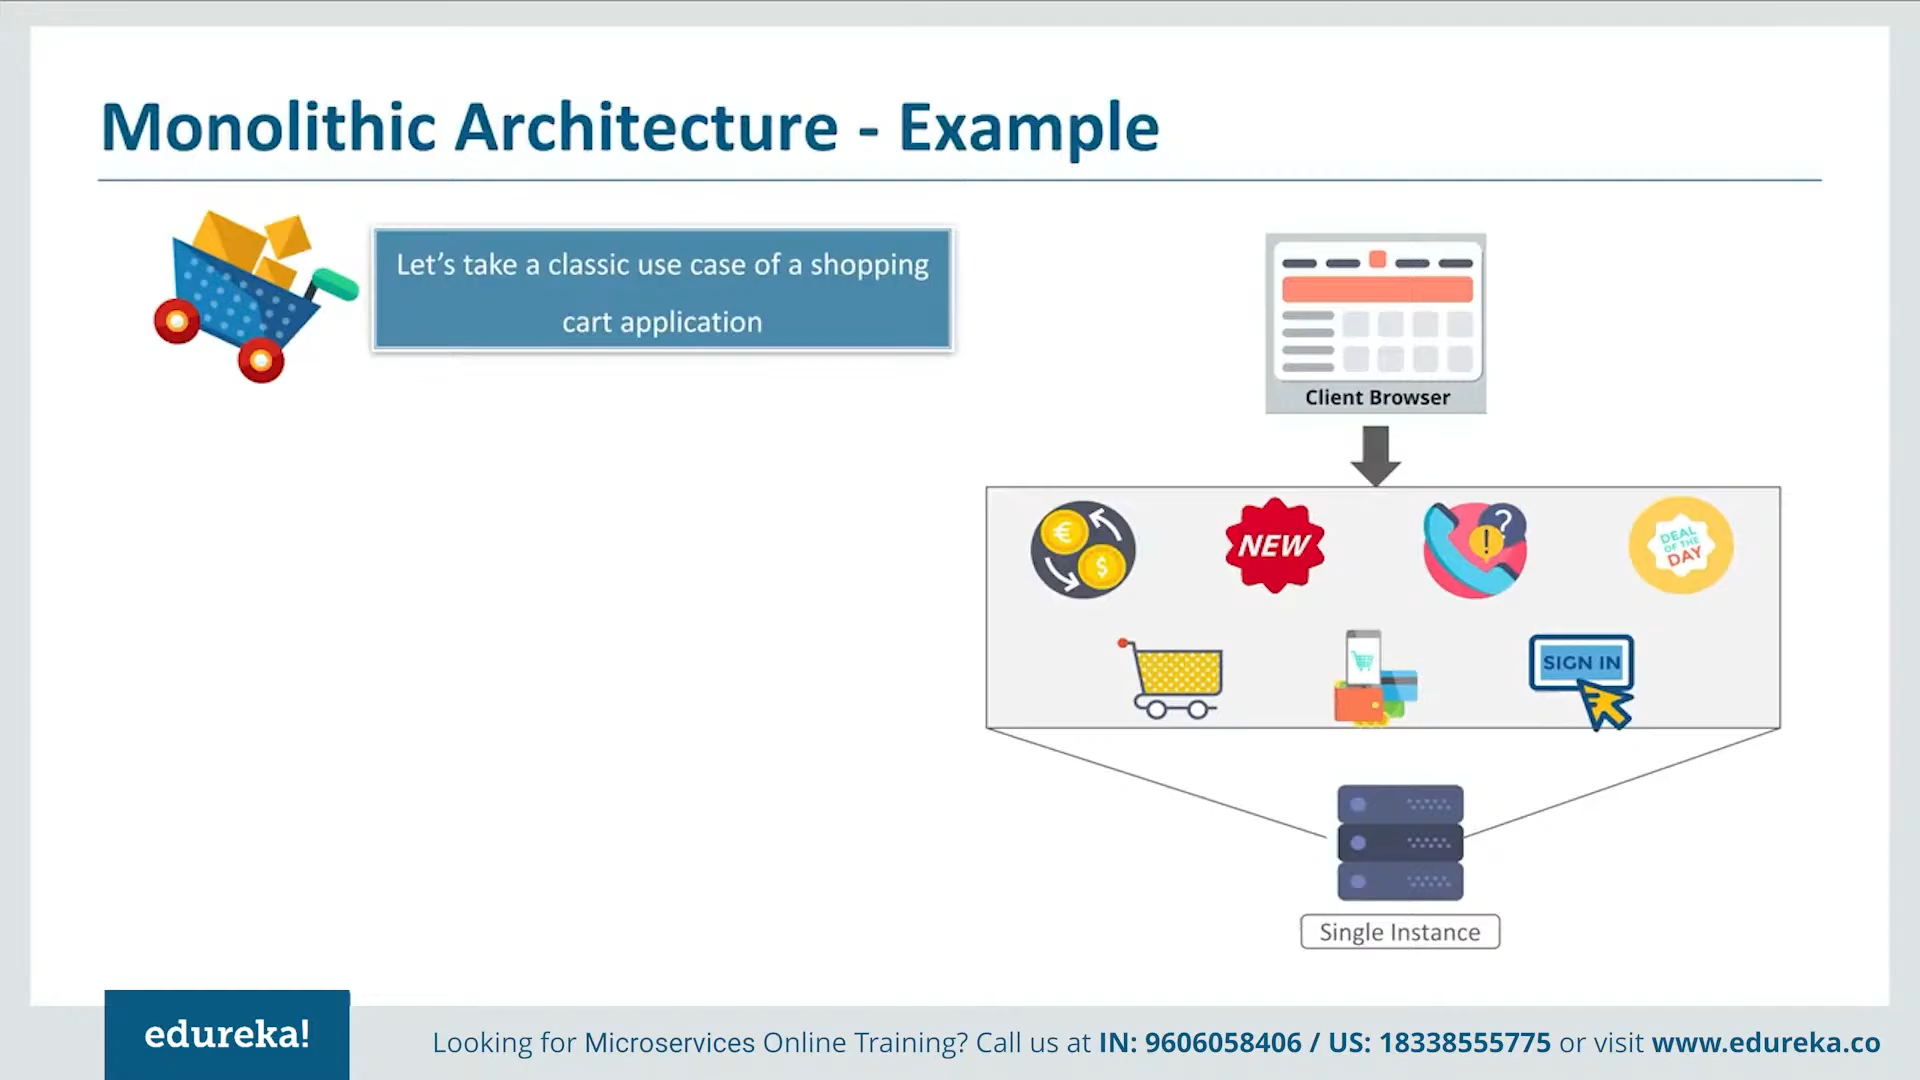 Monolithic Architecture - Example
Let's take a classic use case of a shopping
cart application
Client Browser
€
$
NEW
?
!
DEAL
OF THE
DAY
SIGN IN
Single Instance
edureka!
Looking for Microservices Online Training? Call us at IN: 9606058406 / US: 18338555775 or visit www.edureka.co